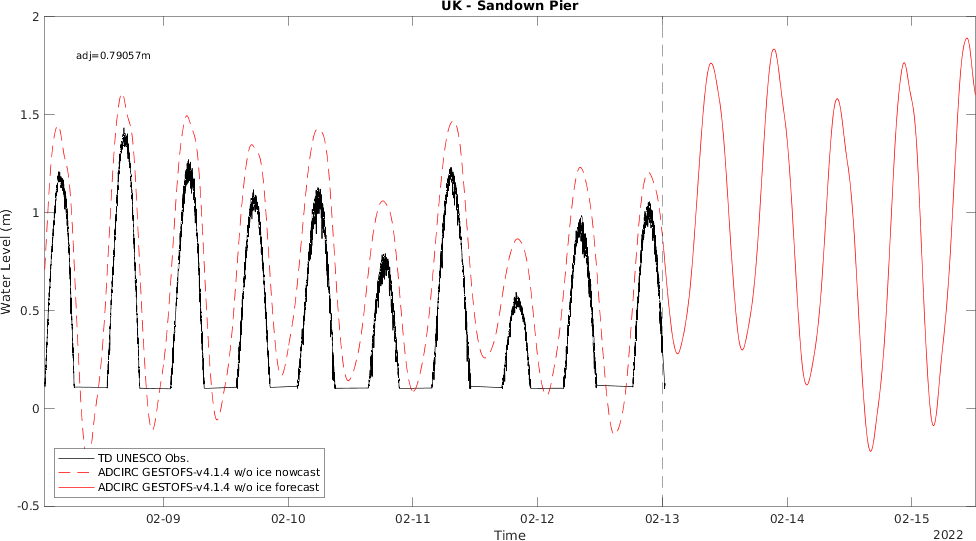 UK - Sandown Pier
adj=0.79057m
Water Level (m)
2
1.5
1
0.5
0
-0.5
TD UNESCO Obs.
ADCIRC GESTOFS-v4.1.4 w/o ice nowcast
ADCIRC GESTOFS-v4.1.4 w/o ice forecast
02-09 02-10 02-11 02-12 02-13 02-14 02-15
Time
2022